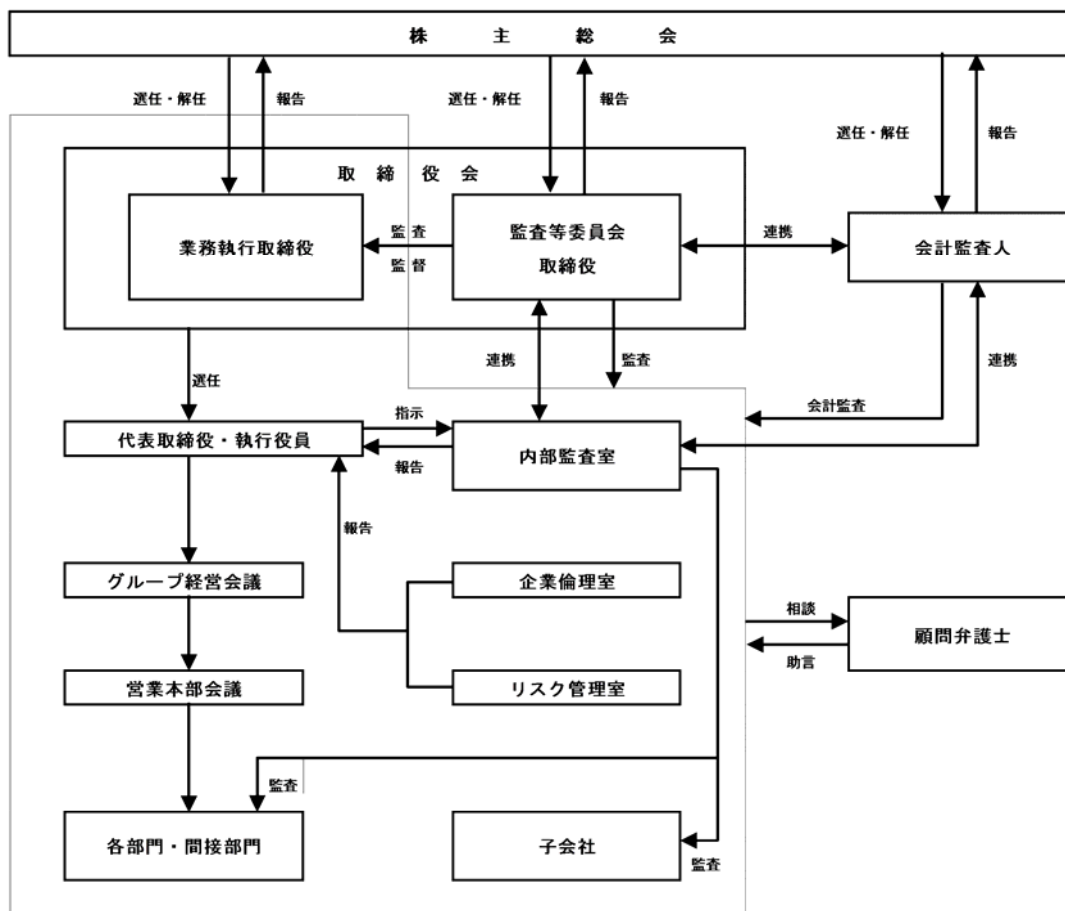 株主総会
選任・解任
報告
選任・解任
報告
選任・解任
報告
取締役会
業務執行取締役
監査
監督
監査等委員会
取締役
連携
会計監査人
選任
連携
監査
連携
会計監査
代表取締役・執行役員
指示
報告
内部監査室
報告
グループ経営会議
企業倫理室
相談
助言
顧問弁護士
営業本部会議
リスク管理室
監査
各部門・間接部門
子会社
監査